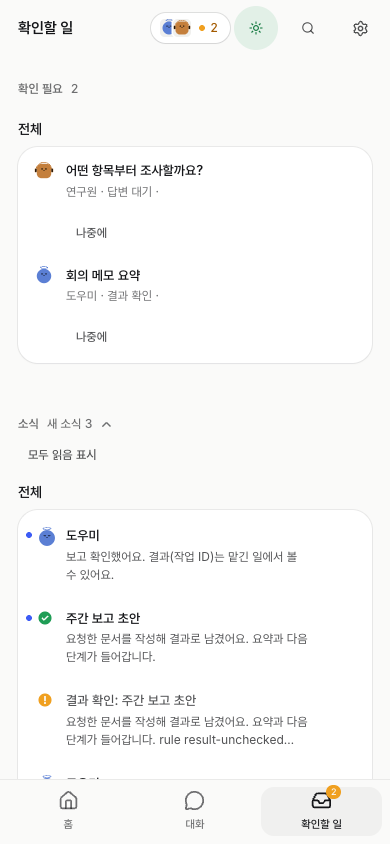 확인할 일
2
확인 필요 2
전체
어떤 항목부터 조사할까요?
연구원 · 답변 대기 ·
나중에
회의 메모 요약
도우미 · 결과 확인 ·
나중에
소식 새 소식 3
모두 읽음 표시
전체
도우미
보고 확인했어요. 결과(작업 ID)는 맡긴 일에서 볼
수 있어요.
주간 보고 초안
요청한 문서를 작성해 결과로 남겼어요. 요약과 다음
단계가 들어갑니다.
결과 확인: 주간 보고 초안
요청한 문서를 작성해 결과로 남겼어요. 요약과 다음
단계가 들어갑니다. rule result-unchecked...
2
홈
대화
확인할 일